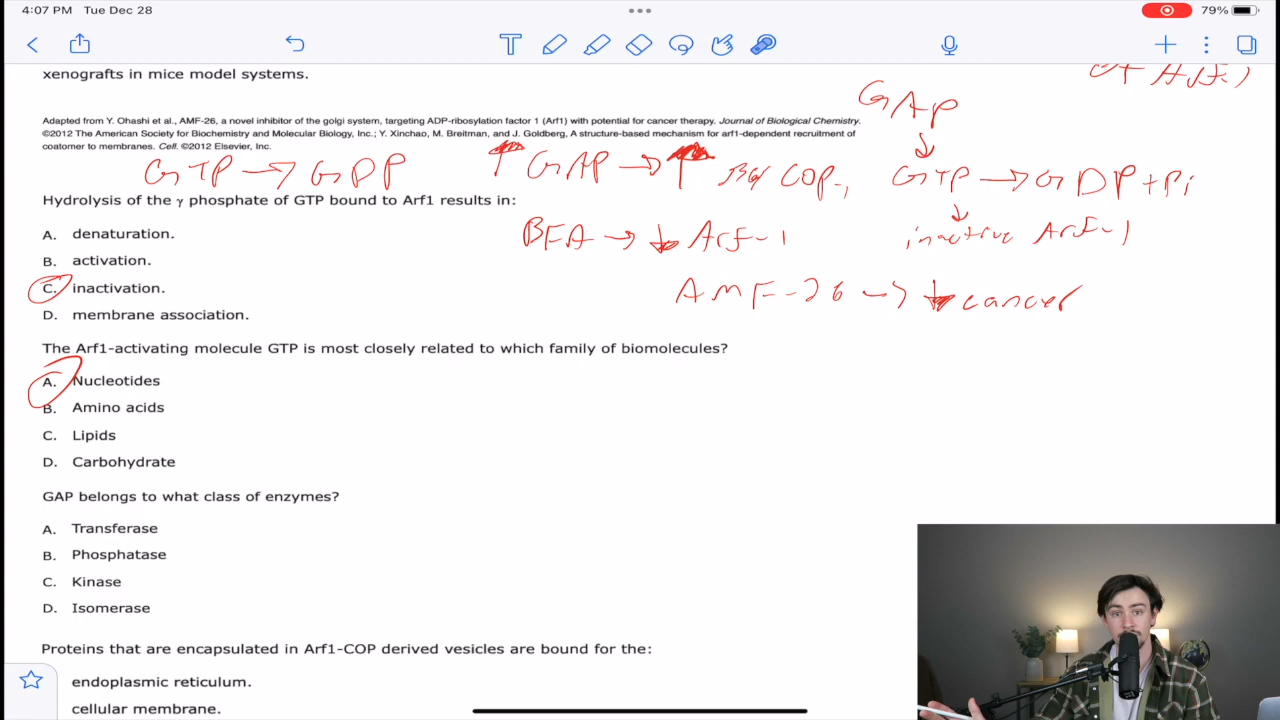 4:07 PM Tue Dec 28
79%
xenografts in mice model systems.
of Arf-1
GAP
Adapted from Y. Ohashi et al., AMF-26, a novel inhibitor of the golgi system, targeting ADP-ribosylation factor 1 (Arf1) with potential for cancer therapy. Journal of Biological Chemistry.
©2012 The American Society for Biochemistry and Molecular Biology, Inc.; Y. Xinchao, M. Breitman, and J. Goldberg, A structure-based mechanism for arf1-dependent recruitment of
coatomer to membranes. Cell. ©2012 Elsevier, Inc.
GTP → GDP
↑ GAP → ↑ COP-1
GTP → GDP + Pi
Hydrolysis of the γ phosphate of GTP bound to Arf1 results in:
A. denaturation.
BFA → ↓ Arf-1
inactive Arf-1
B. activation.
C. inactivation.
AMF-26 → ↓ cancer
D. membrane association.
The Arf1-activating molecule GTP is most closely related to which family of biomolecules?
A. Nucleotides
B. Amino acids
C. Lipids
D. Carbohydrate
GAP belongs to what class of enzymes?
A. Transferase
B. Phosphatase
C. Kinase
D. Isomerase
Proteins that are encapsulated in Arf1-COP derived vesicles are bound for the:
endoplasmic reticulum.
cellular membrane.